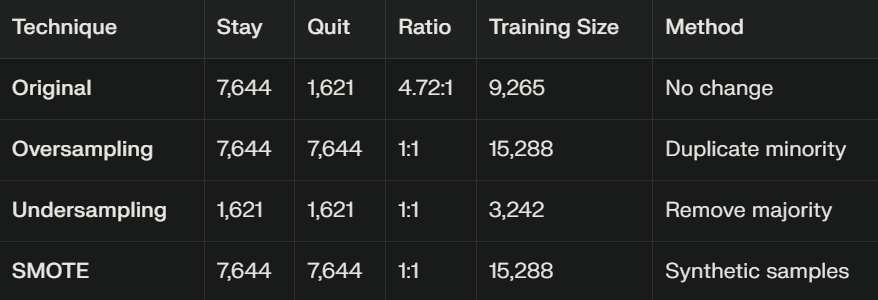 Technique Stay Quit Ratio Training Size Method
Original 7,644 1,621 4.72:1 9,265 No change
Oversampling 7,644 7,644 1:1 15,288 Duplicate minority
Undersampling 1,621 1,621 1:1 3,242 Remove majority
SMOTE 7,644 7,644 1:1 15,288 Synthetic samples